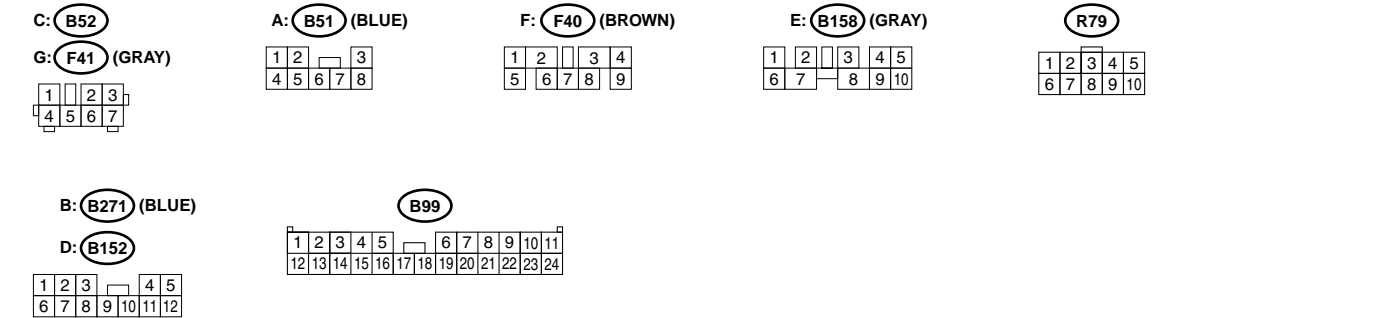 C: B52
G: F41 (GRAY)
1 2 3
4 5 6 7
A: B51 (BLUE)
1 2 3
4 5 6 7 8
F: F40 (BROWN)
1 2 3 4
5 6 7 8 9
E: B158 (GRAY)
1 2 3 4 5
6 7 8 9 10
R79
1 2 3 4 5
6 7 8 9 10
B: B271 (BLUE)
D: B152
1 2 3 4 5
6 7 8 9 10 11 12
B99
1 2 3 4 5 6 7 8 9 10 11
12 13 14 15 16 17 18 19 20 21 22 23 24